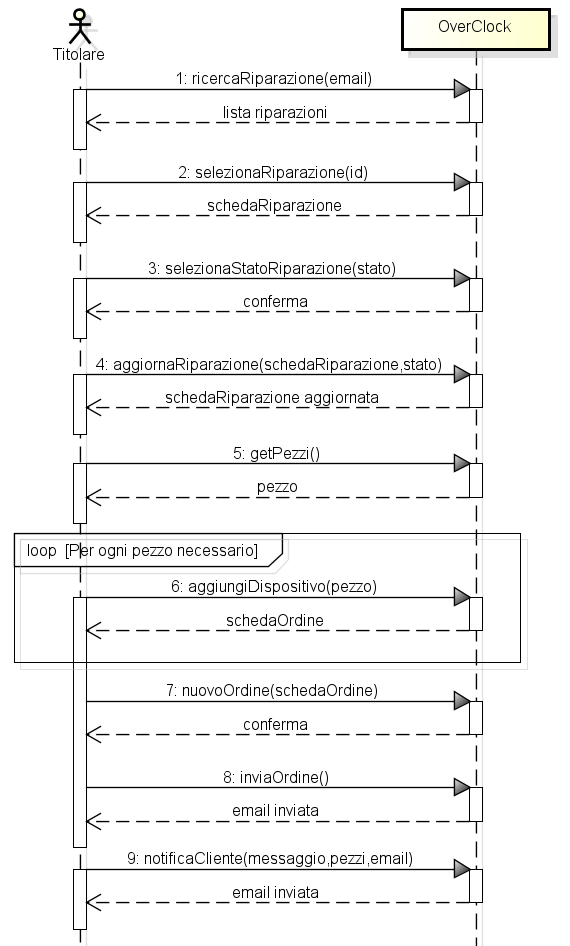 OverClock
Titolare
1: ricercaRiparazione(email)
lista riparazioni
2: selezionaRiparazione(id)
schedaRiparazione
3: selezionaStatoRiparazione(stato)
conferma
4: aggiornaRiparazione(schedaRiparazione,stato)
schedaRiparazione aggiornata
5: getPezzi()
pezzo
loop [Per ogni pezzo necessario]
6: aggiungiDispositivo(pezzo)
schedaOrdine
7: nuovoOrdine(schedaOrdine)
conferma
8: inviaOrdine()
email inviata
9: notificaCliente(messaggio,pezzi,email)
email inviata